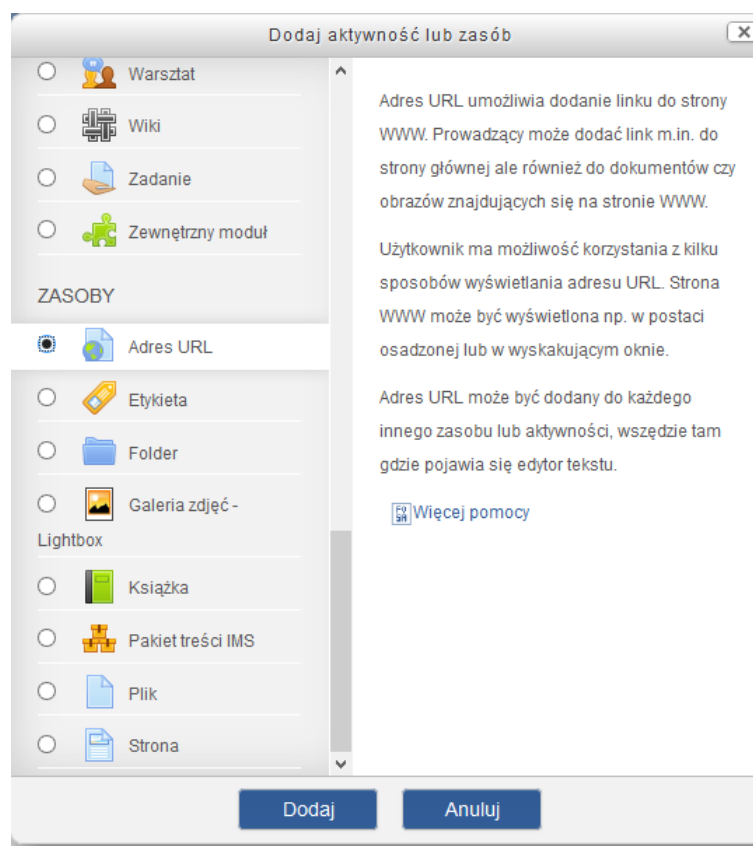 Dodaj aktywność lub zasób
Warsztat
Wiki
Zadanie
Zewnętrzny moduł
ZASOBY
Adres URL
Etykieta
Folder
Galeria zdjęć -
Lightbox
Książka
Pakiet treści IMS
Plik
Strona
Adres URL umożliwia dodanie linku do strony
WWW. Prowadzący może dodać link m.in. do
strony głównej ale również do dokumentów czy
obrazów znajdujących się na stronie WWW.
Użytkownik ma możliwość korzystania z kilku
sposobów wyświetlania adresu URL. Strona
WWW może być wyświetlona np. w postaci
osadzonej lub w wyskakującym oknie.
Adres URL może być dodany do każdego
innego zasobu lub aktywności, wszędzie tam
gdzie pojawia się edytor tekstu.
Więcej pomocy
Dodaj
Anuluj